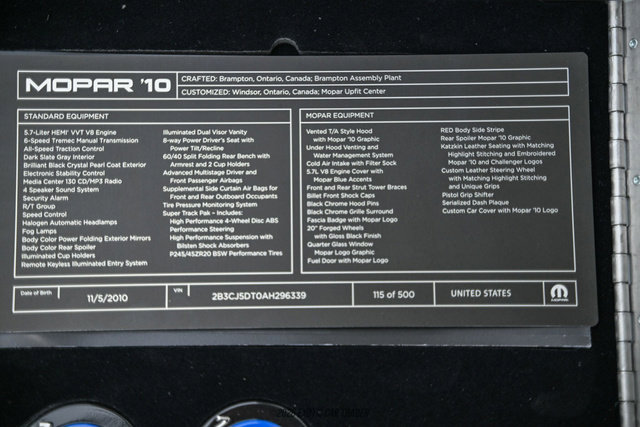 MOPAR '10
CRAFTED: Brampton, Ontario, Canada; Brampton Assembly Plant
CUSTOMIZED: Windsor, Ontario, Canada; Mopar Upfit Center
STANDARD EQUIPMENT
5.7-Liter HEMI® VVT V8 Engine
6-Speed Tremec Manual Transmission
All-Speed Traction Control
Dark Slate Gray Interior
Brilliant Black Crystal Pearl Coat Exterior
Electronic Stability Control
Media Center 130 CD/MP3 Radio
4 Speaker Sound System
Security Alarm
R/T Group
Speed Control
Halogen Automatic Headlamps
Fog Lamps
Body Color Power Folding Exterior Mirrors
Body Color Rear Spoiler
Illuminated Cup Holders
Remote Keyless Illuminated Entry System
Illuminated Dual Visor Vanity
8-way Power Driver's Seat with
Power Tilt/Recline
60/40 Split Folding Rear Bench with
Armrest and 2 Cup Holders
Advanced Multistage Driver and
Front Passenger Airbags
Supplemental Side Curtain Air Bags for
Front and Rear Outboard Occupants
Tire Pressure Monitoring System
Super Track Pak – Includes:
High Performance 4-Wheel Disc ABS
Performance Steering
High Performance Suspension with
Bilsten Shock Absorbers
P245/45ZR20 BSW Performance Tires
MOPAR EQUIPMENT
Vented T/A Style Hood
with Mopar '10 Graphic
Under Hood Venting and
Water Management System
Cold Air Intake with Filter Sock
5.7L V8 Engine Cover with
Mopar Blue Accents
Front and Rear Strut Tower Braces
Billet Front Shock Caps
Black Chrome Hood Pins
Black Chrome Grille Surround
Fascia Badge with Mopar Logo
20" Forged Wheels
with Gloss Black Finish
Quarter Glass Window
Mopar Logo Graphic
Fuel Door with Mopar Logo
RED Body Side Stripe
Rear Spoiler Mopar '10 Graphic
Katzkin Leather Seating with Matching
Highlight Stitching and Embroidered
Mopar '10 and Challenger Logos
Custom Leather Steering Wheel
with Matching Highlight Stitching
and Unique Grips
Pistol Grip Shifter
Serialized Dash Plaque
Custom Car Cover with Mopar '10 Logo
Date of Birth
11/5/2010
VIN
2B3CJ5DT0AH296339
115 of 500
UNITED STATES
MOPAR